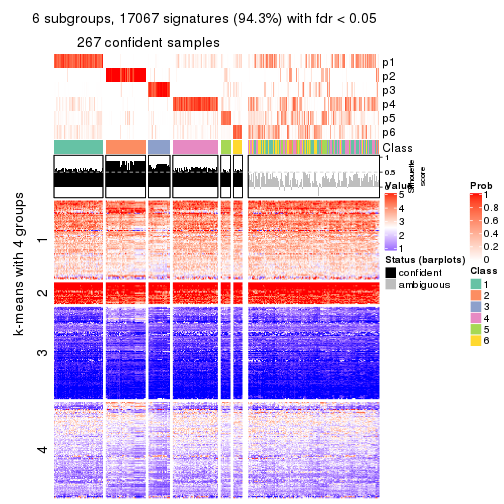 6 subgroups, 17067 signatures (94.3%) with fdr < 0.05
267 confident samples
p1
p2
p3
p4
p5
p6
Class
1
0.5
0
Silhouette
score
k-means with 4 groups
1
2
3
4
Value
5
4
3
2
1
Status (barplots)
confident
ambiguous
Prob
1
0.8
0.6
0.4
0.2
0
Class
1
2
3
4
5
6